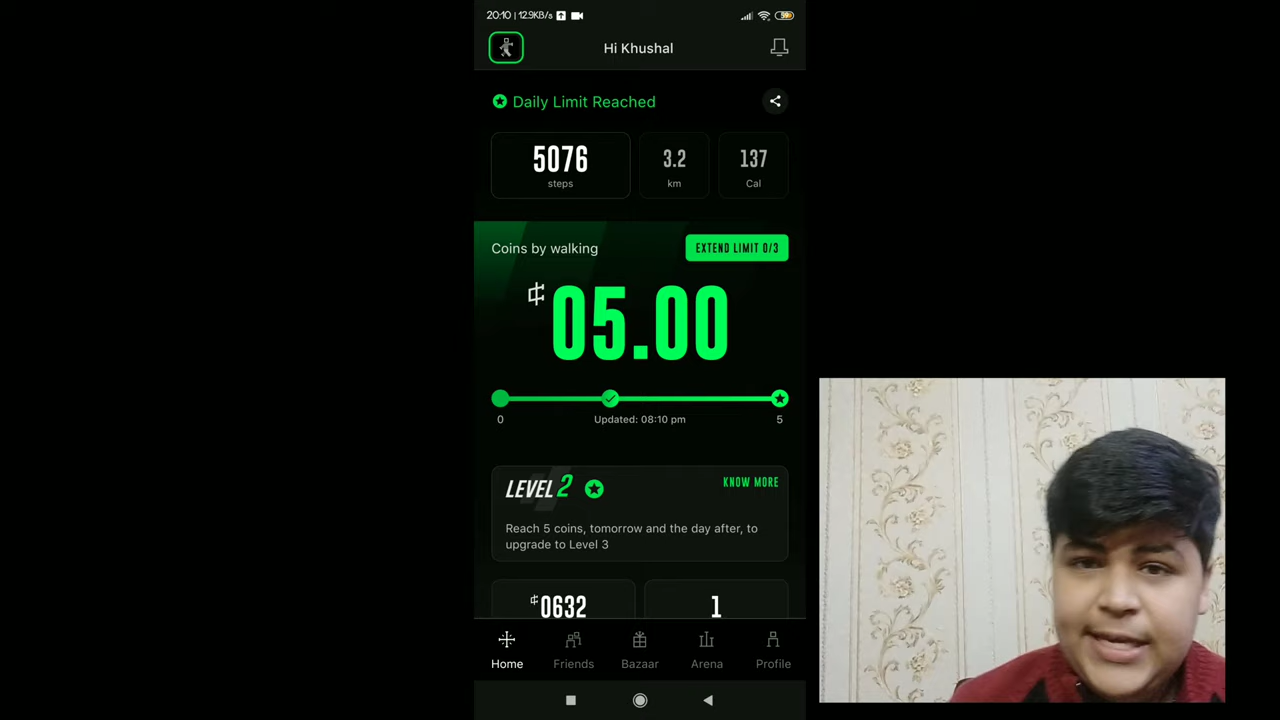 20:10 | 12.9KB/s
59
Hi Khushal
Daily Limit Reached
5076
steps
3.2
km
137
Cal
Coins by walking
EXTEND LIMIT 0/3
05.00
0
Updated: 08:10 pm
5
LEVEL 2
KNOW MORE
Reach 5 coins, tomorrow and the day after, to
upgrade to Level 3
0632
1
Home
Friends
Bazaar
Arena
Profile